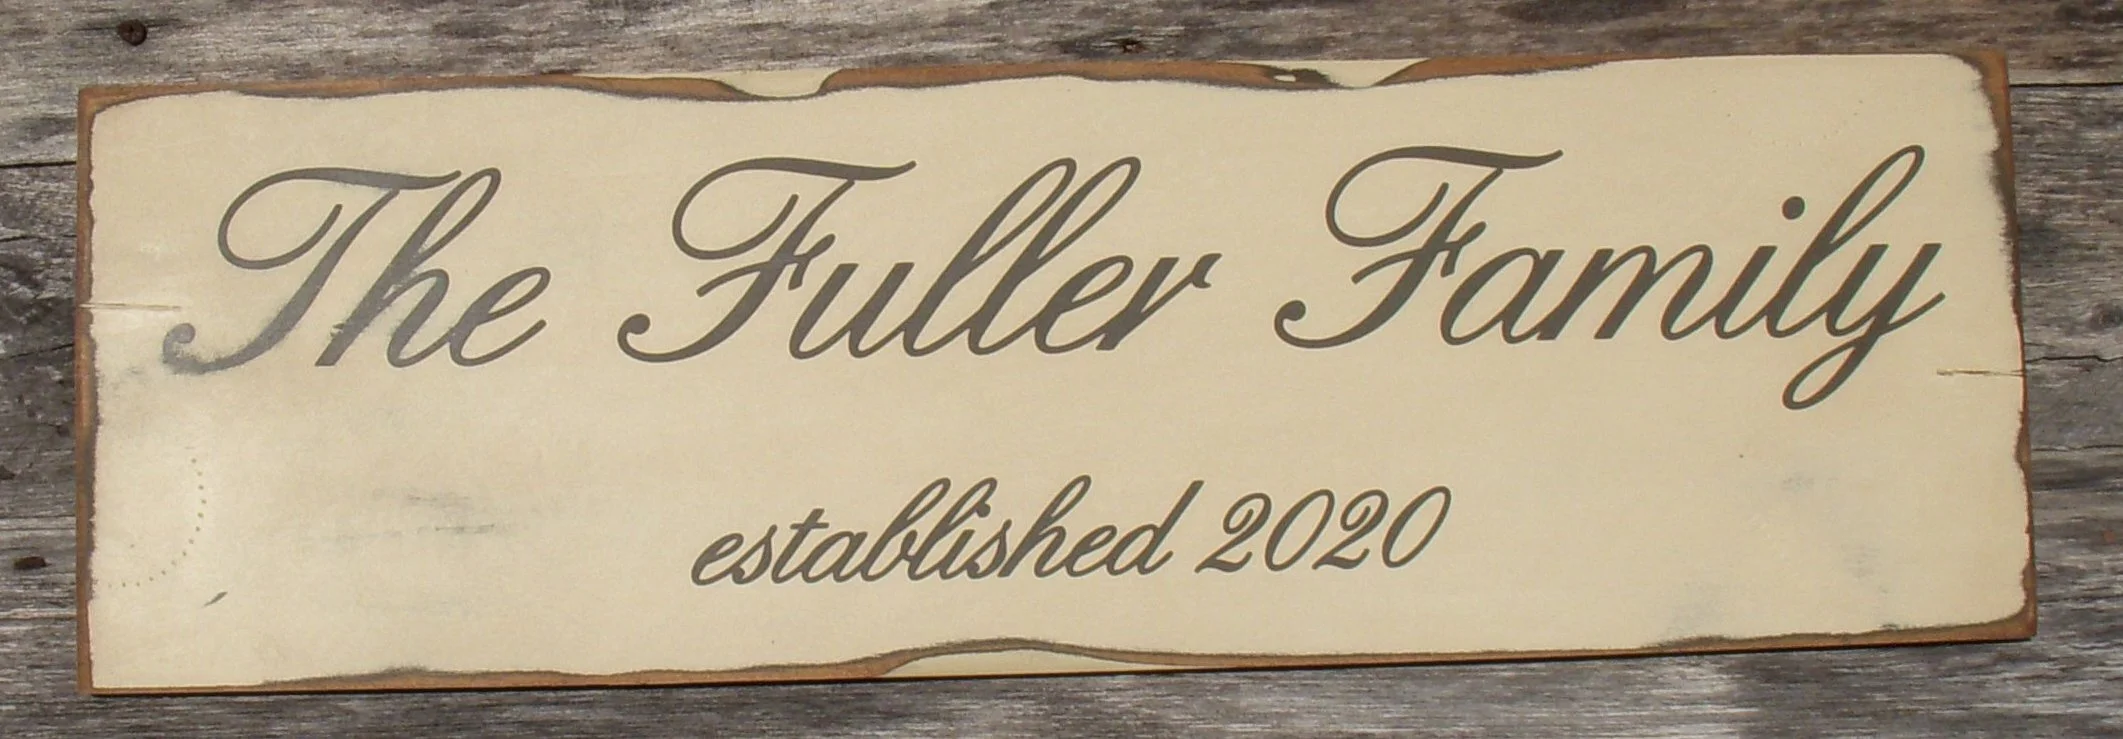 The Fuller Family
established 2020